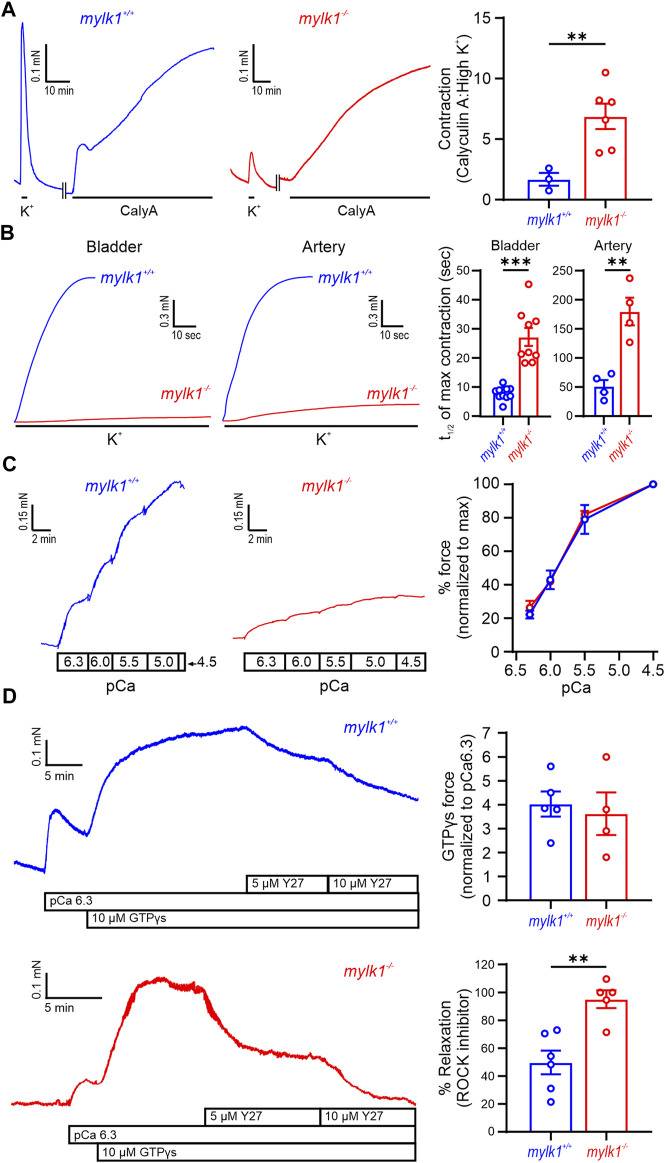 A
mylk1+/+
0.1 mN
10 min
K+
CalyA
mylk1-/-
0.1 mN
10 min
K+
CalyA
Contraction
(Calyculin A:High K+)
15
10
5
0
**
mylk1+/+
mylk1-/-
B
Bladder
mylk1+/+
0.3 mN
10 sec
mylk1-/-
K+
Artery
mylk1+/+
0.3 mN
10 sec
mylk1-/-
K+
t1/2 of max contraction (sec)
Bladder
***
50
40
30
20
10
0
mylk1+/+
mylk1-/-
Artery
**
250
200
150
100
50
0
mylk1+/+
mylk1-/-
C
mylk1+/+
0.15 mN
2 min
6.3 6.0 5.5 5.0 4.5
pCa
mylk1-/-
0.15 mN
2 min
6.3 6.0 5.5 5.0 4.5
pCa
% force
(normalized to max)
100
80
60
40
20
0
6.5 6.0 5.5 5.0 4.5
pCa
D
mylk1+/+
0.1 mN
5 min
5 µM Y27 10 µM Y27
pCa 6.3
10 µM GTPγs
GTPγs force
(normalized to pCa6.3)
7
6
5
4
3
2
1
0
mylk1+/+
mylk1-/-
mylk1-/-
0.1 mN
5 min
5 µM Y27 10 µM Y27
pCa 6.3
10 µM GTPγs
% Relaxation
(ROCK inhibitor)
**
120
100
80
60
40
20
0
mylk1+/+
mylk1-/-